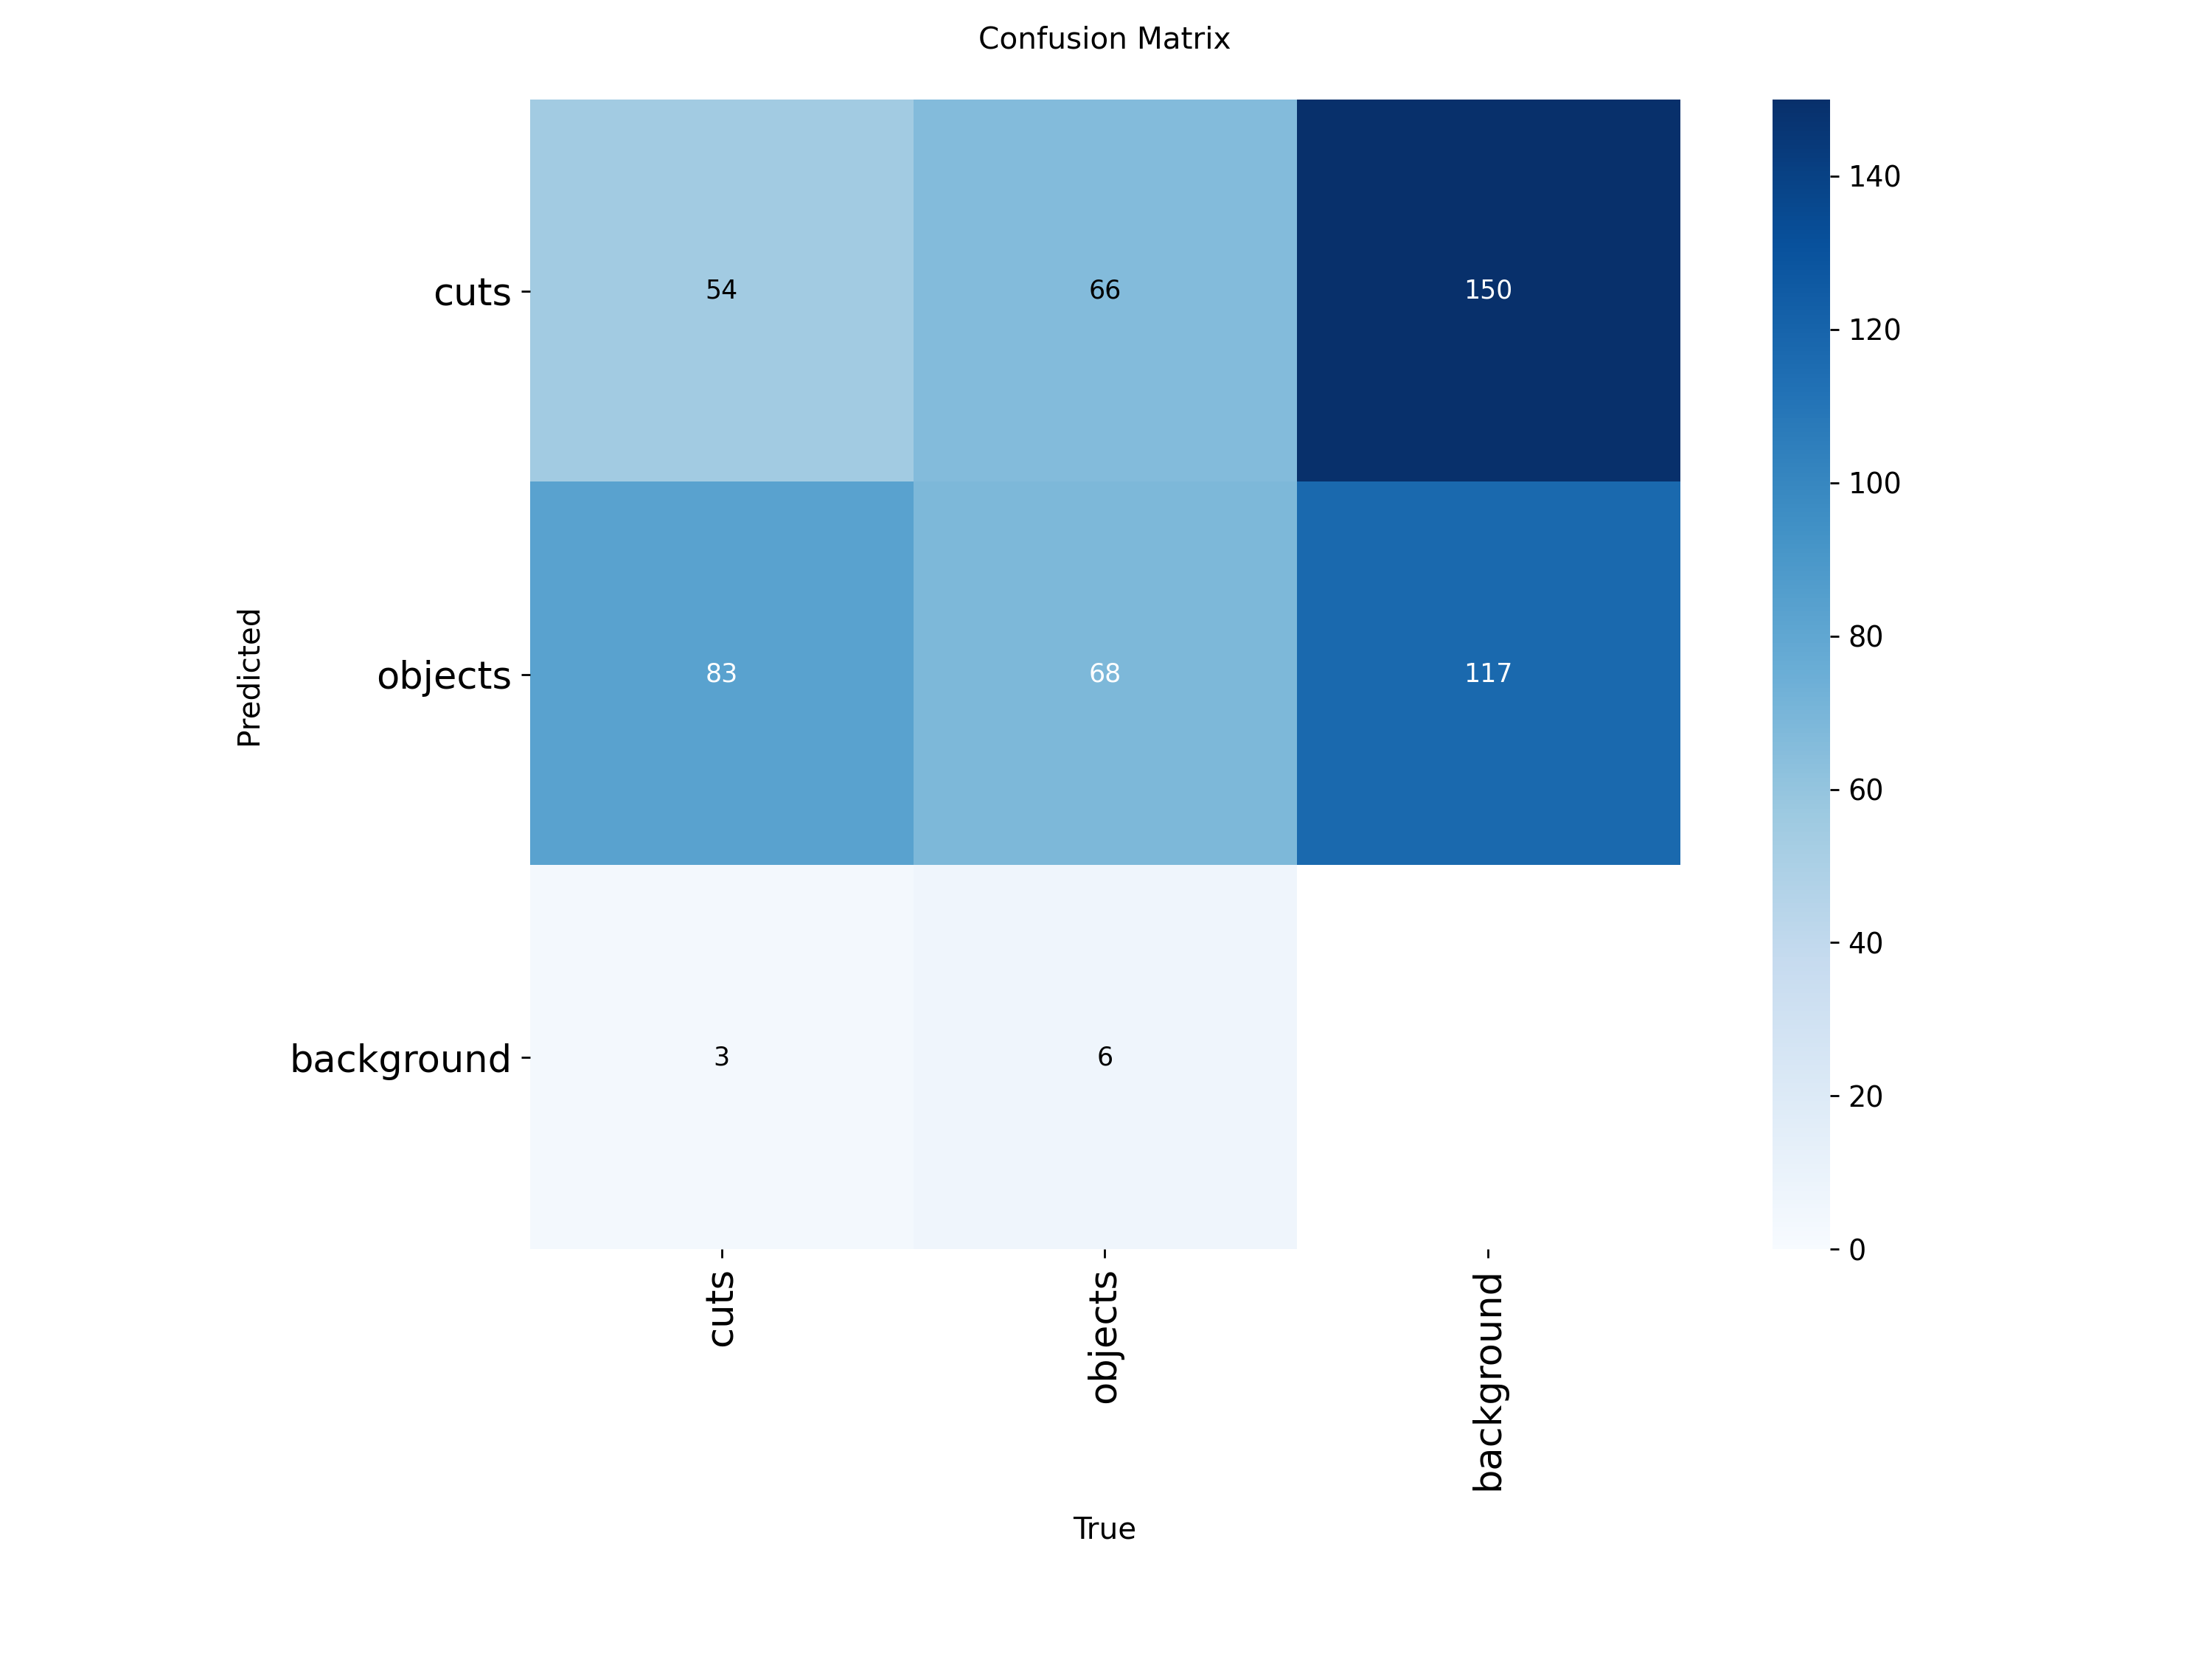 Confusion Matrix
cuts 54 66 150
objects 83 68 117
background 3 6
cuts objects background
Predicted
True
140
120
100
80
60
40
20
0